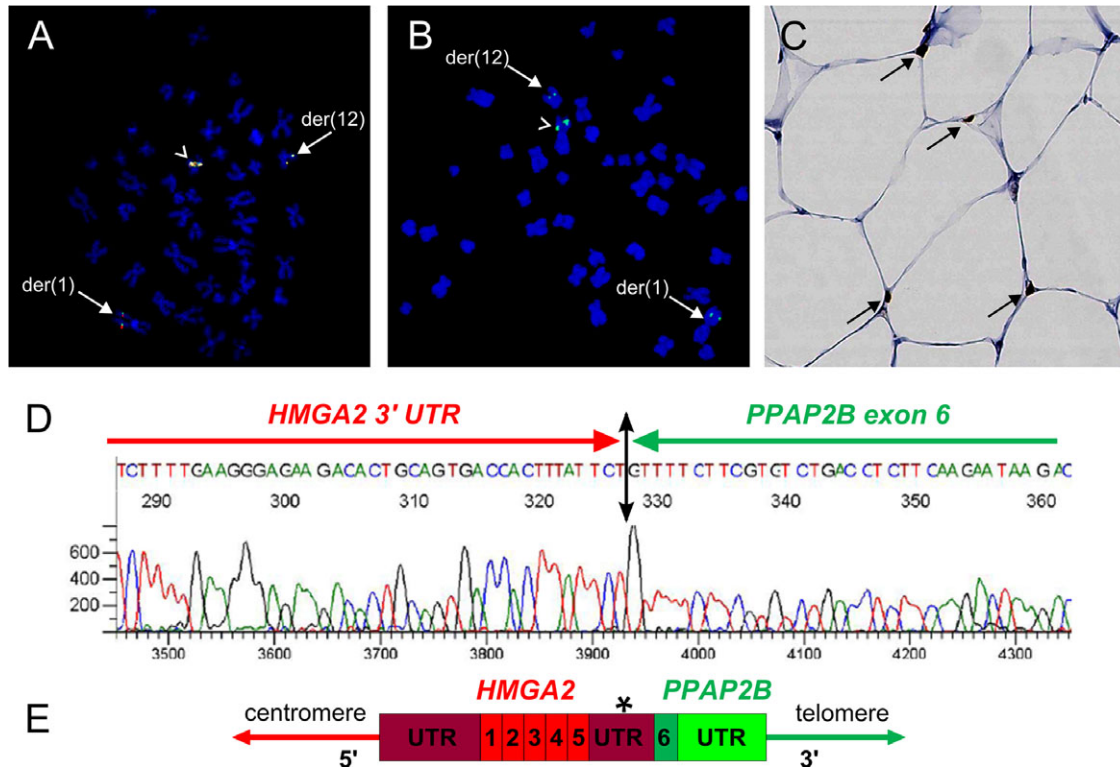 A
der(12)
der(1)
B
der(12)
der(1)
C
D
HMGA2 3' UTR
PPAP2B exon 6
TCTTTTGAAGGGAGAAGACACTGCAGTGACCACTTTATTCTGTTTTCTTCGTGTCTGACCTCTTCAAGAATAAGAC
290 300 310 320 330 340 350 360
600
400
200
3500 3600 3700 3800 3900 4000 4100 4200 4300
E
HMGA2 * PPAP2B
centromere
telomere
UTR 1 2 3 4 5 UTR 6 UTR
5' 3'